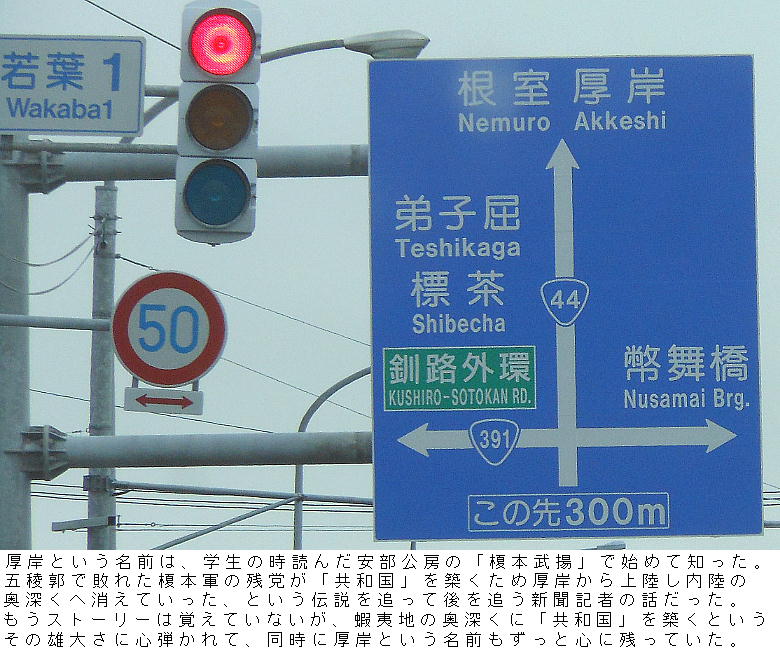 若葉 1
Wakaba1
50
根室 厚岸
Nemuro Akkeshi
弟子屈
Teshikaga
標茶
Shibecha
44
釧路外環
KUSHIRO-SOTOKAN RD.
幣舞橋
Nusamai Brg.
391
この先300m
厚岸という名前は、学生の時読んだ安部公房の「榎本武揚」で始めて知った。
五稜郭で敗れた榎本軍の残党が「共和国」を築くため厚岸から上陸し内陸の
奥深くへ消えていった、という伝説を追って後を追う新聞記者の話だった。
もうストーリーは覚えていないが、蝦夷地の奥深くに「共和国」を築くという
その雄大さに心弾かれて、同時に厚岸という名前もずっと心に残っていた。